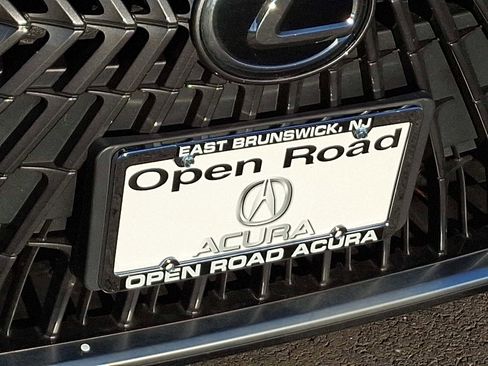 EAST BRUNSWICK, NJ
Open Road
ACURA
OPEN ROAD ACURA